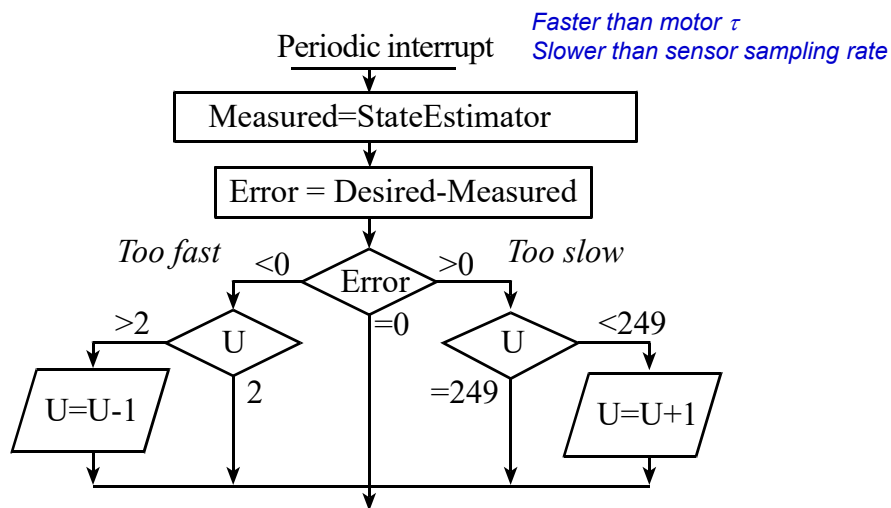 Faster than motor τ
Slower than sensor sampling rate
Periodic interrupt
Measured=StateEstimator
Error = Desired-Measured
Too fast
<0
Error
>0
Too slow
=0
>2
U
2
U
<249
=249
U=U-1
U=U+1